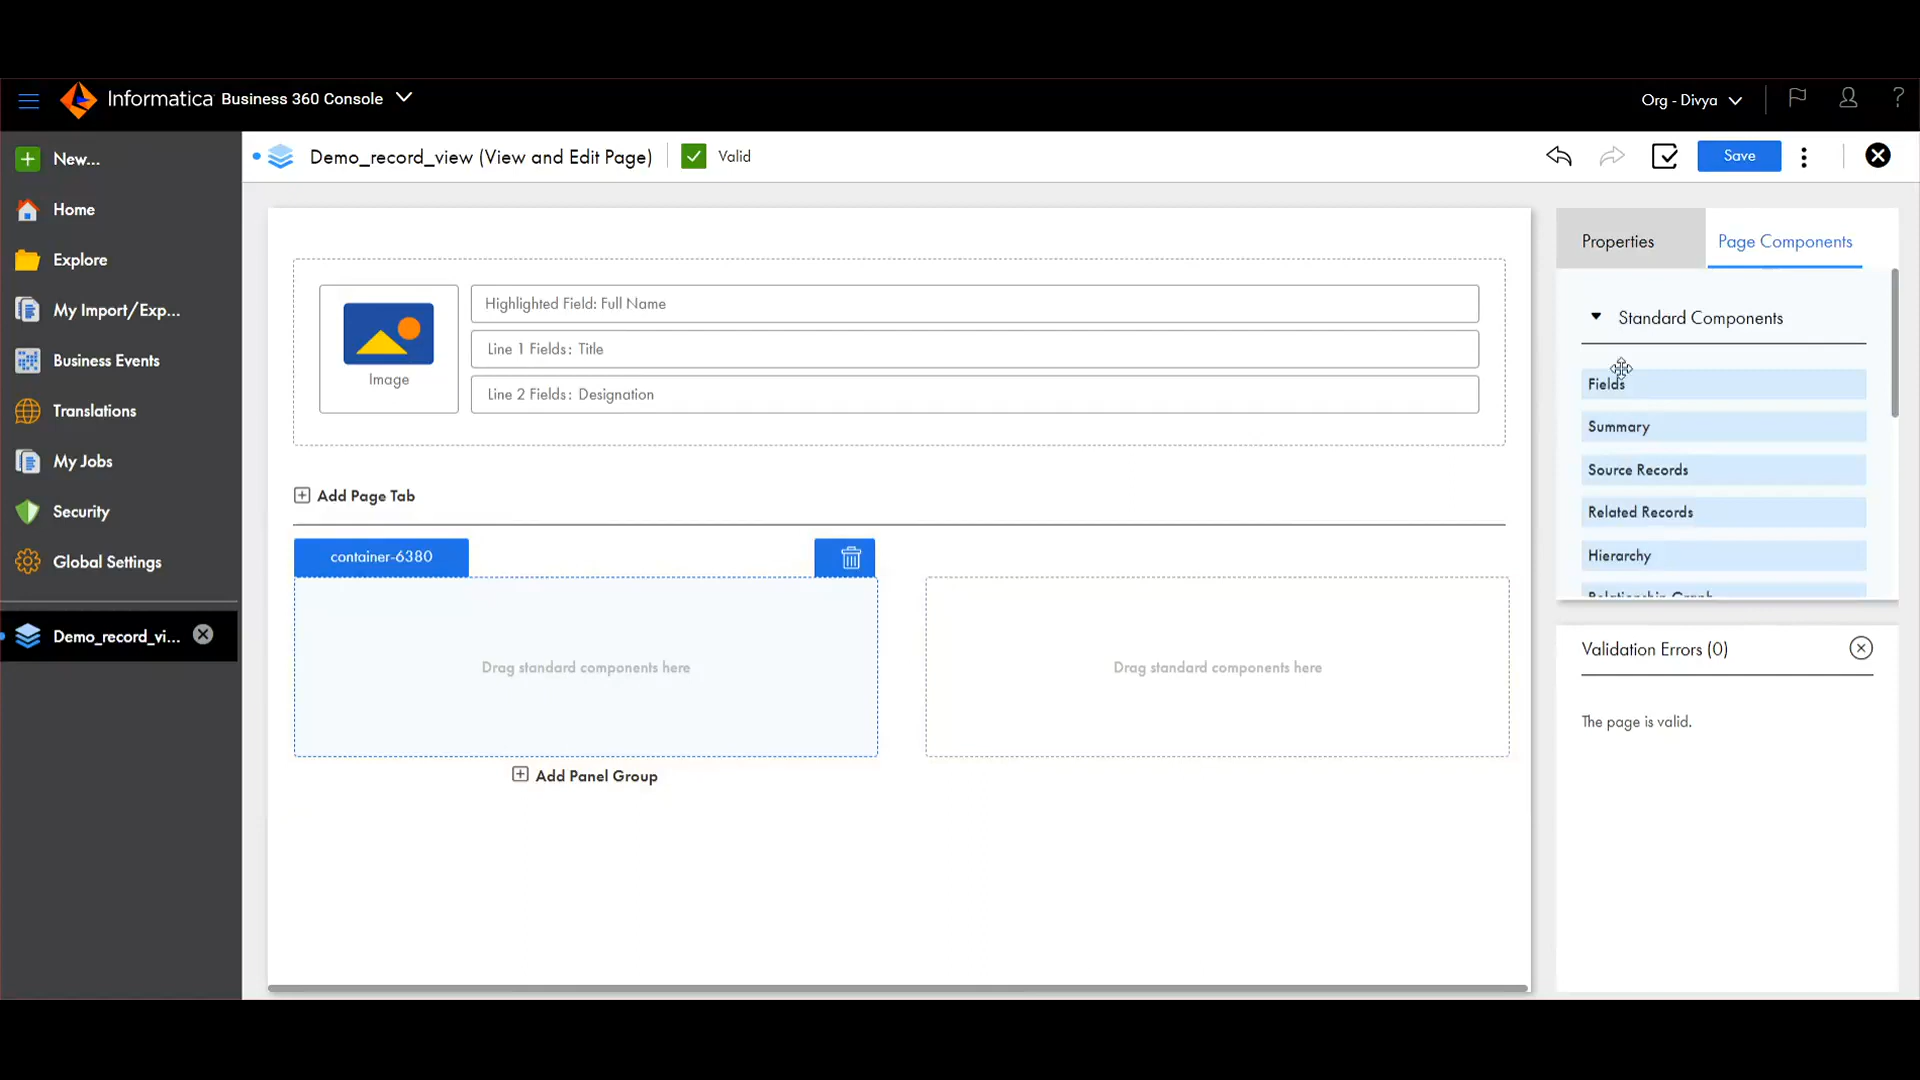 Informatica Business 360 Console
Org - Divya
?
New...
Home
Explore
My Import/Exp...
Business Events
Translations
My Jobs
Security
Global Settings
Demo_record_vi...
Demo_record_view (View and Edit Page)
Valid
Save
Image
Highlighted Field: Full Name
Line 1 Fields: Title
Line 2 Fields: Designation
Add Page Tab
container-6380
Drag standard components here
Drag standard components here
Add Panel Group
Properties
Page Components
Standard Components
Fields
Summary
Source Records
Related Records
Hierarchy
Relationship Graph
Validation Errors (0)
The page is valid.